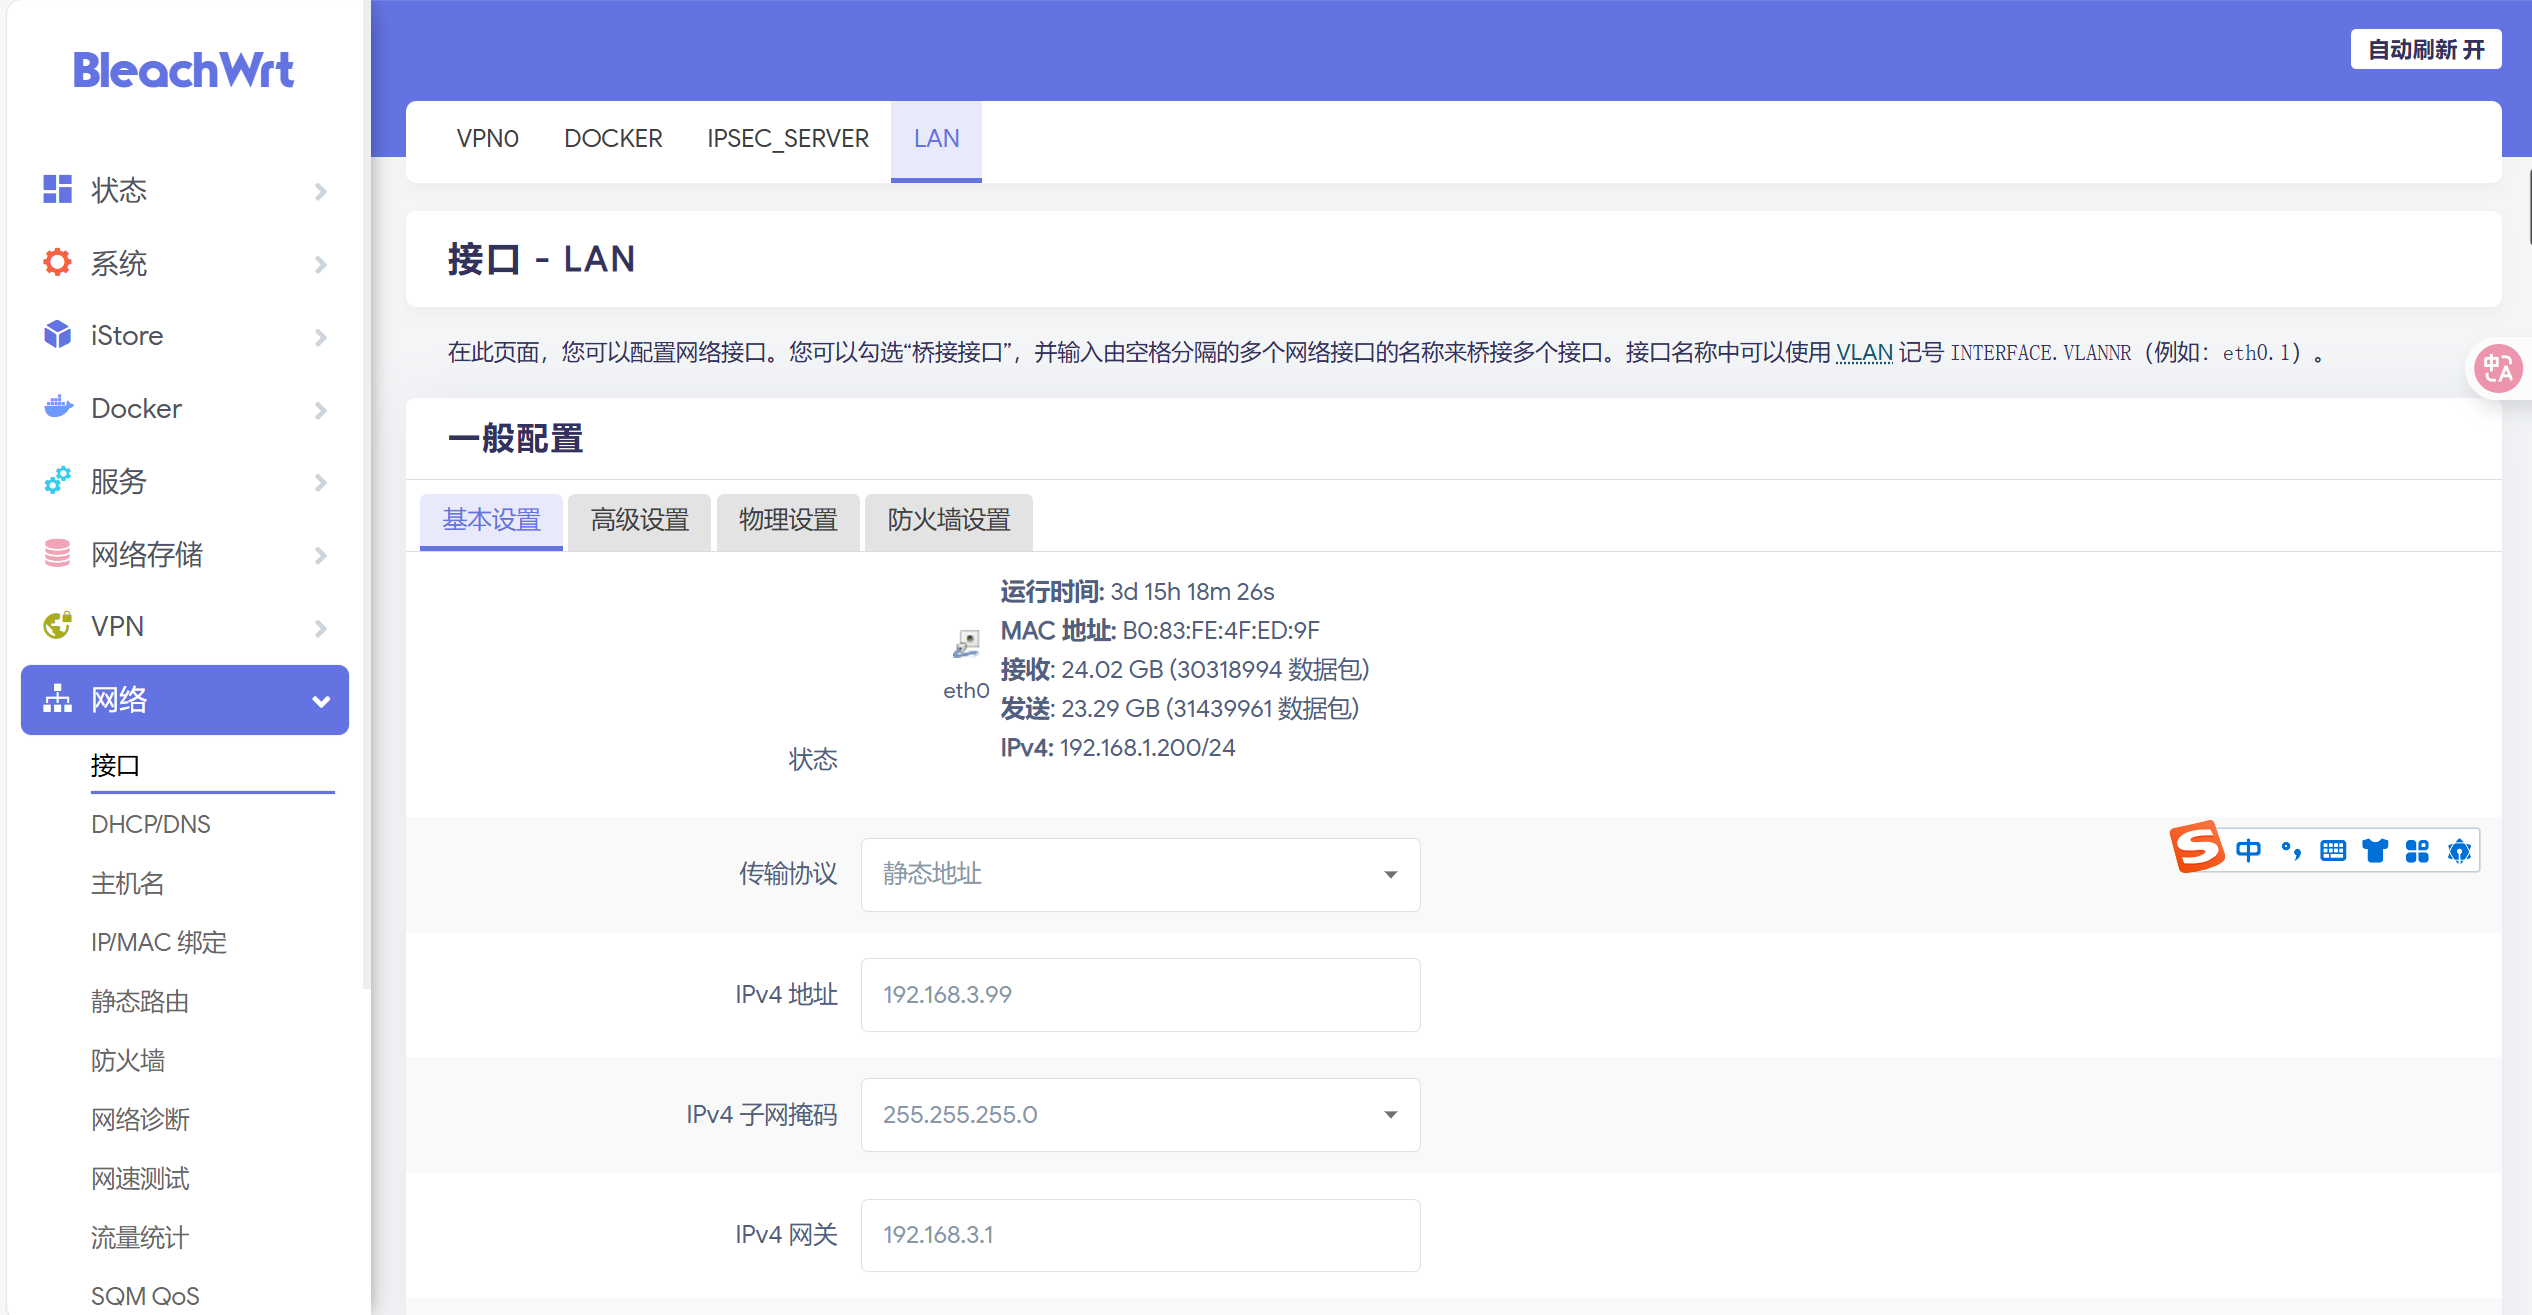 BleachWrt
自动刷新 开
VPN0 DOCKER IPSEC_SERVER LAN
状态
系统
iStore
Docker
服务
网络存储
VPN
网络
接口
DHCP/DNS
主机名
IP/MAC 绑定
静态路由
防火墙
网络诊断
网速测试
流量统计
SQM QoS
接口 - LAN
在此页面，您可以配置网络接口。您可以勾选“桥接接口”，并输入由空格分隔的多个网络接口的名称来桥接多个接口。接口名称中可以使用 VLAN 记号 INTERFACE.VLANNR（例如：eth0.1）。
中A
一般配置
基本设置 高级设置 物理设置 防火墙设置
状态
eth0
运行时间: 3d 15h 18m 26s
MAC 地址: B0:83:FE:4F:ED:9F
接收: 24.02 GB (30318994 数据包)
发送: 23.29 GB (31439961 数据包)
IPv4: 192.168.1.200/24
传输协议 静态地址
S 中 °,
IPv4 地址 192.168.3.99
IPv4 子网掩码 255.255.255.0
IPv4 网关 192.168.3.1